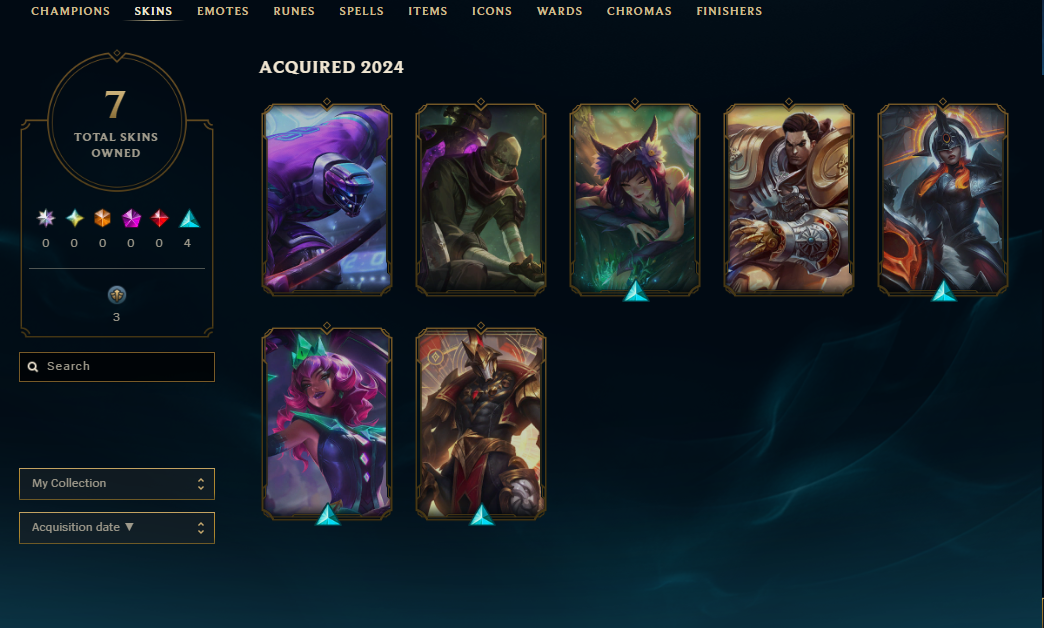 CHAMPIONS SKINS EMOTES RUNES SPELLS ITEMS ICONS WARDS CHROMAS FINISHERS
7
TOTAL SKINS
OWNED
0 0 0 0 0 4
3
Search
My Collection
Acquisition date ▼
ACQUIRED 2024